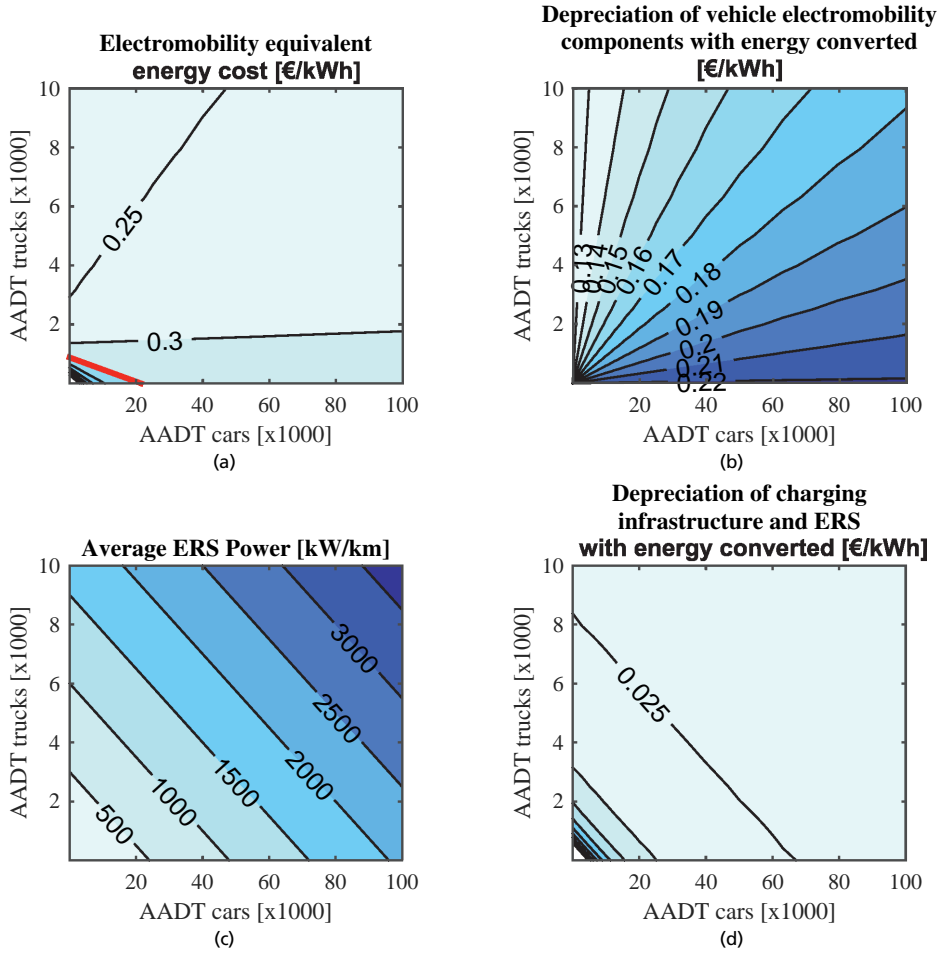 Electromobility equivalent
energy cost [€/kWh]
10
8
6
4
2
AADT trucks [x1000]
0.25
0.3
20 40 60 80 100
AADT cars [x1000]
(a)
Depreciation of vehicle electromobility
components with energy converted
[€/kWh]
10
8
6
4
2
AADT trucks [x1000]
0.13
0.14
0.15
0.16
0.17
0.18
0.19
0.2
0.21
0.22
20 40 60 80 100
AADT cars [x1000]
(b)
Average ERS Power [kW/km]
10
8
6
4
2
AADT trucks [x1000]
500
1000
1500
2000
2500
3000
20 40 60 80 100
AADT cars [x1000]
(c)
Depreciation of charging
infrastructure and ERS
with energy converted [€/kWh]
10
8
6
4
2
AADT trucks [x1000]
0.025
20 40 60 80 100
AADT cars [x1000]
(d)